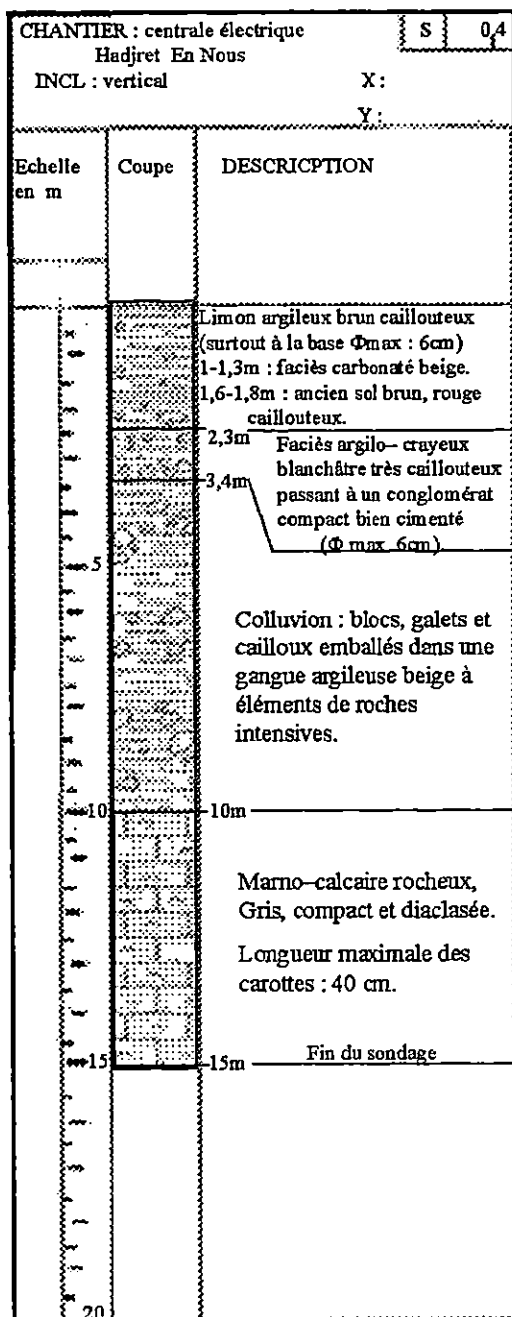 CHANTIER : centrale électrique
S 0,4
Hadjret En Nous
INCL : vertical
X :
Y :
Echelle en m
Coupe
DESCRICPTION
Limon argileux brun caillouteux
(surtout à la base Φmax : 6cm)
1-1,3m : faciès carbonaté beige.
1,6-1,8m : ancien sol brun, rouge
caillouteux.
2,3m
Faciès argilo– crayeux
blanchâtre très caillouteux
3,4m
passant à un conglomérat
compact bien cimenté
(Φ max 6cm).
5
Colluvion : blocs, galets et
cailloux emballés dans une
gangue argileuse beige à
éléments de roches
intensives.
10
10m
Marno–calcaire rocheux,
Gris, compact et diaclasée.
Longueur maximale des
carottes : 40 cm.
15
15m
Fin du sondage
20